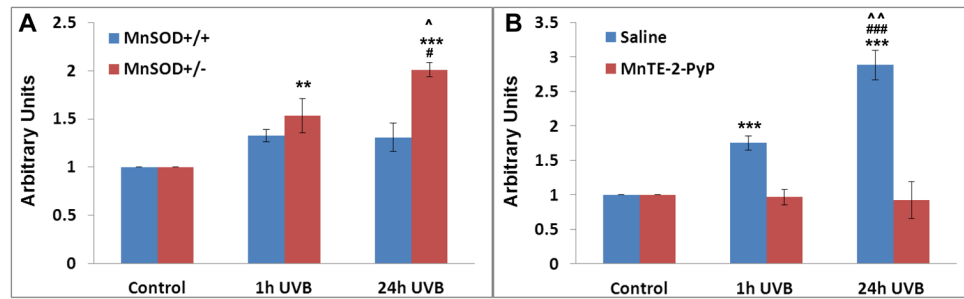 A
Arbitrary Units
2.5
2
1.5
1
0.5
0
MnSOD+/+
MnSOD+/-
**
^
***
#
Control
1h UVB
24h UVB
B
Arbitrary Units
3.5
3
2.5
2
1.5
1
0.5
0
Saline
MnTE-2-PyP
***
^^
###
***
Control
1h UVB
24h UVB